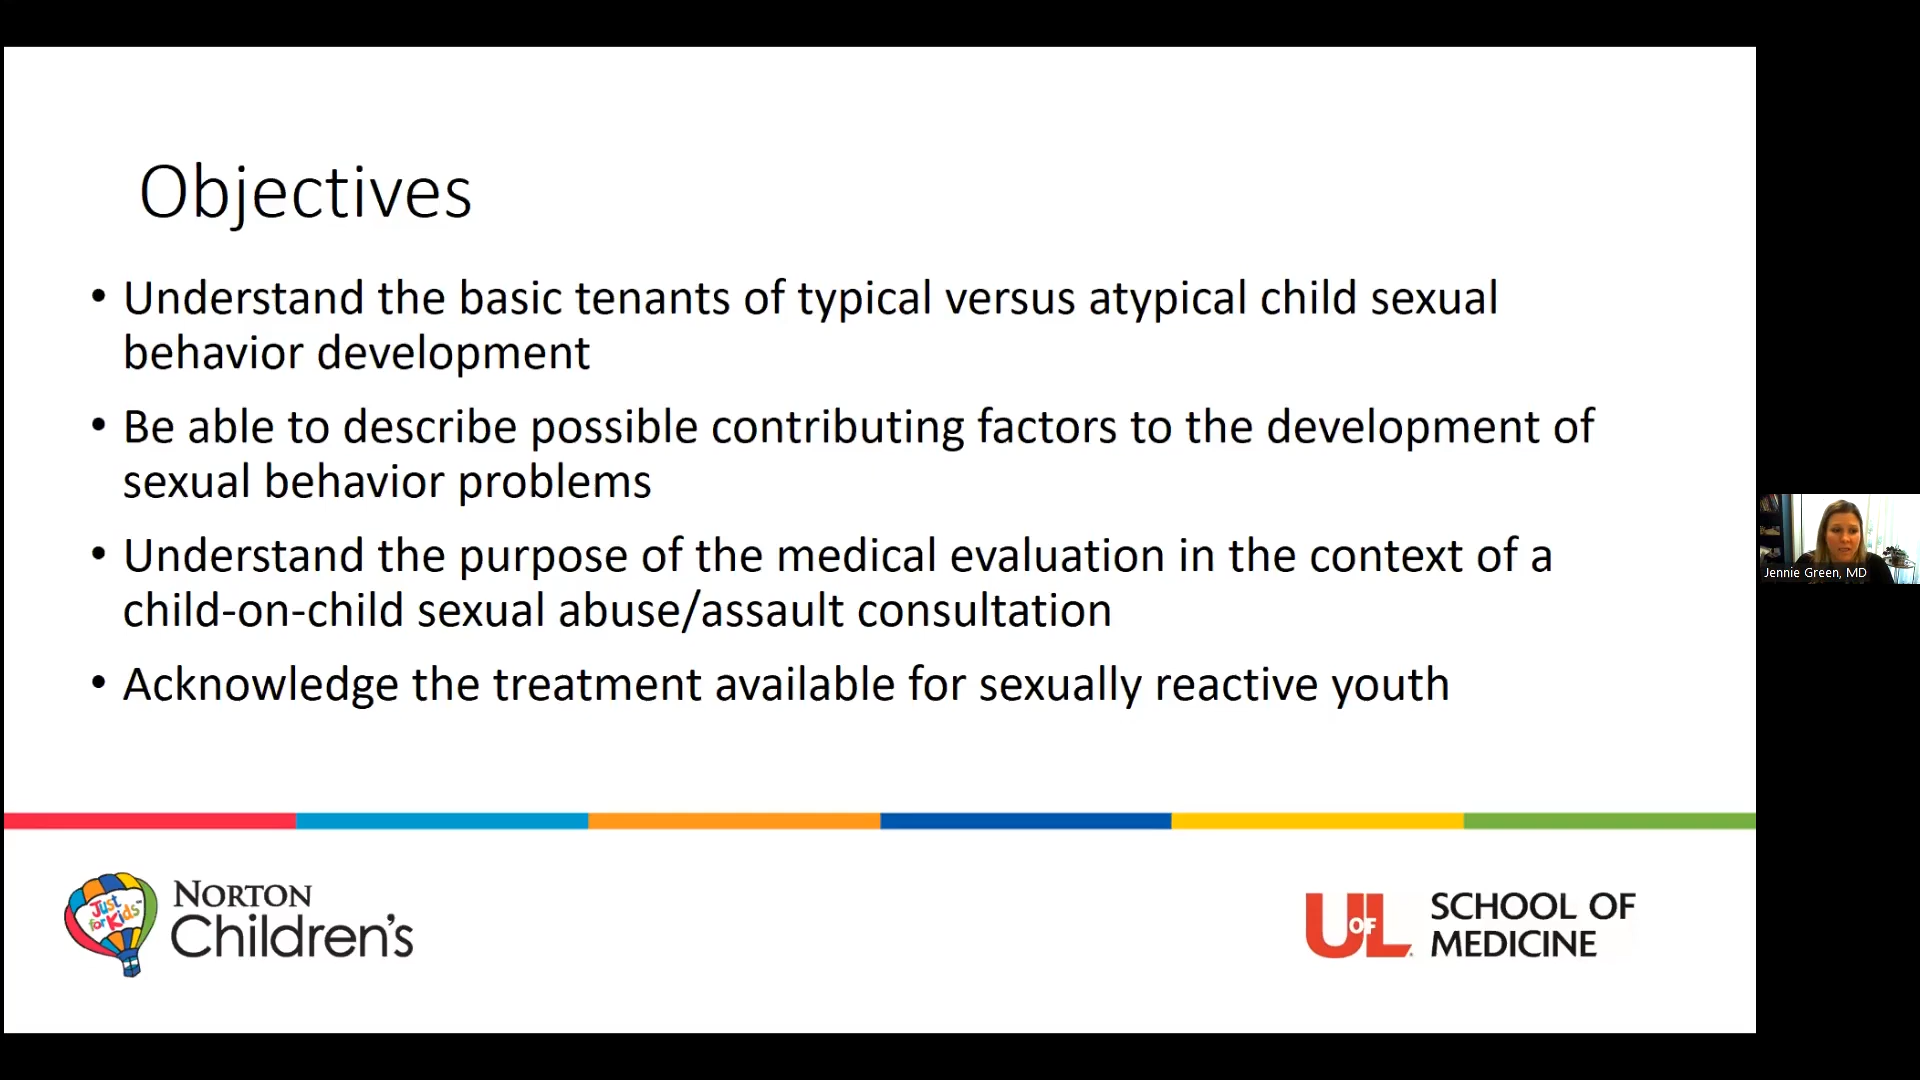 Objectives
• Understand the basic tenants of typical versus atypical child sexual
behavior development
• Be able to describe possible contributing factors to the development of
sexual behavior problems
• Understand the purpose of the medical evaluation in the context of a
child-on-child sexual abuse/assault consultation
• Acknowledge the treatment available for sexually reactive youth
Jennie Green, MD
Just
for Kids
NORTON
Children's
UOFL
SCHOOL OF
MEDICINE